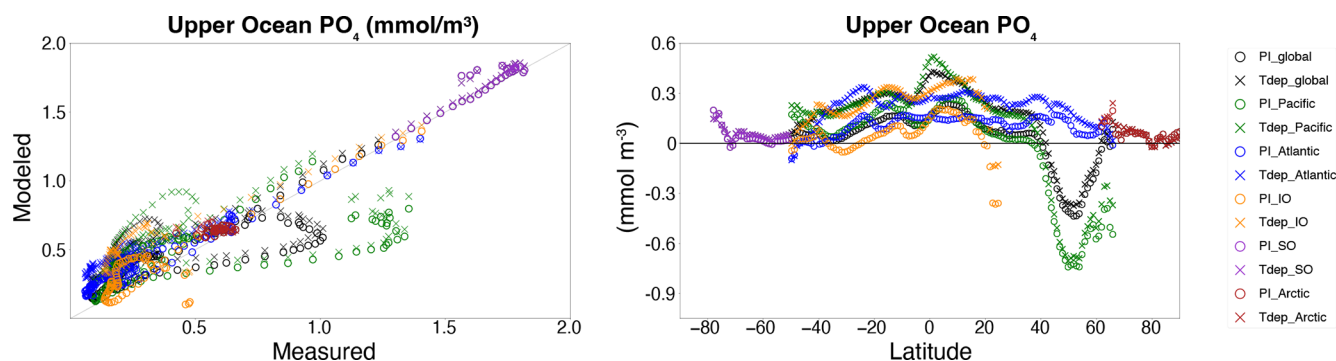 Upper Ocean PO₄ (mmol/m³)
2.0
1.5
1.0
0.5
0.5
1.0
1.5
2.0
Modeled
Measured
Upper Ocean PO₄
0.6
0.3
0
-0.3
-0.6
-0.9
(mmol m⁻³)
−80
−60
−40
−20
0
20
40
60
80
Latitude
PI_global
Tdep_global
PI_Pacific
Tdep_Pacific
PI_Atlantic
Tdep_Atlantic
PI_IO
Tdep_IO
PI_SO
Tdep_SO
PI_Arctic
Tdep_Arctic